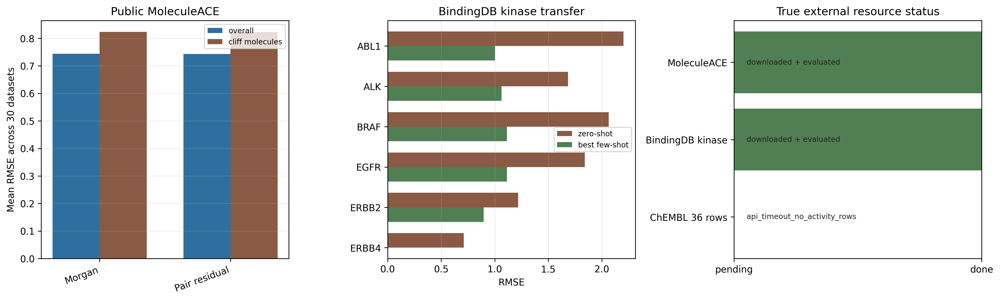 Public MoleculeACE
Mean RMSE across 30 datasets
0.8
0.7
0.6
0.5
0.4
0.3
0.2
0.1
0.0
overall
cliff molecules
Morgan
Pair residual
BindingDB kinase transfer
ABL1
ALK
BRAF
EGFR
ERBB2
ERBB4
zero-shot
best few-shot
0.0
0.5
1.0
1.5
2.0
RMSE
True external resource status
MoleculeACE
downloaded + evaluated
BindingDB kinase
downloaded + evaluated
ChEMBL 36 rows
api_timeout_no_activity_rows
pending
done